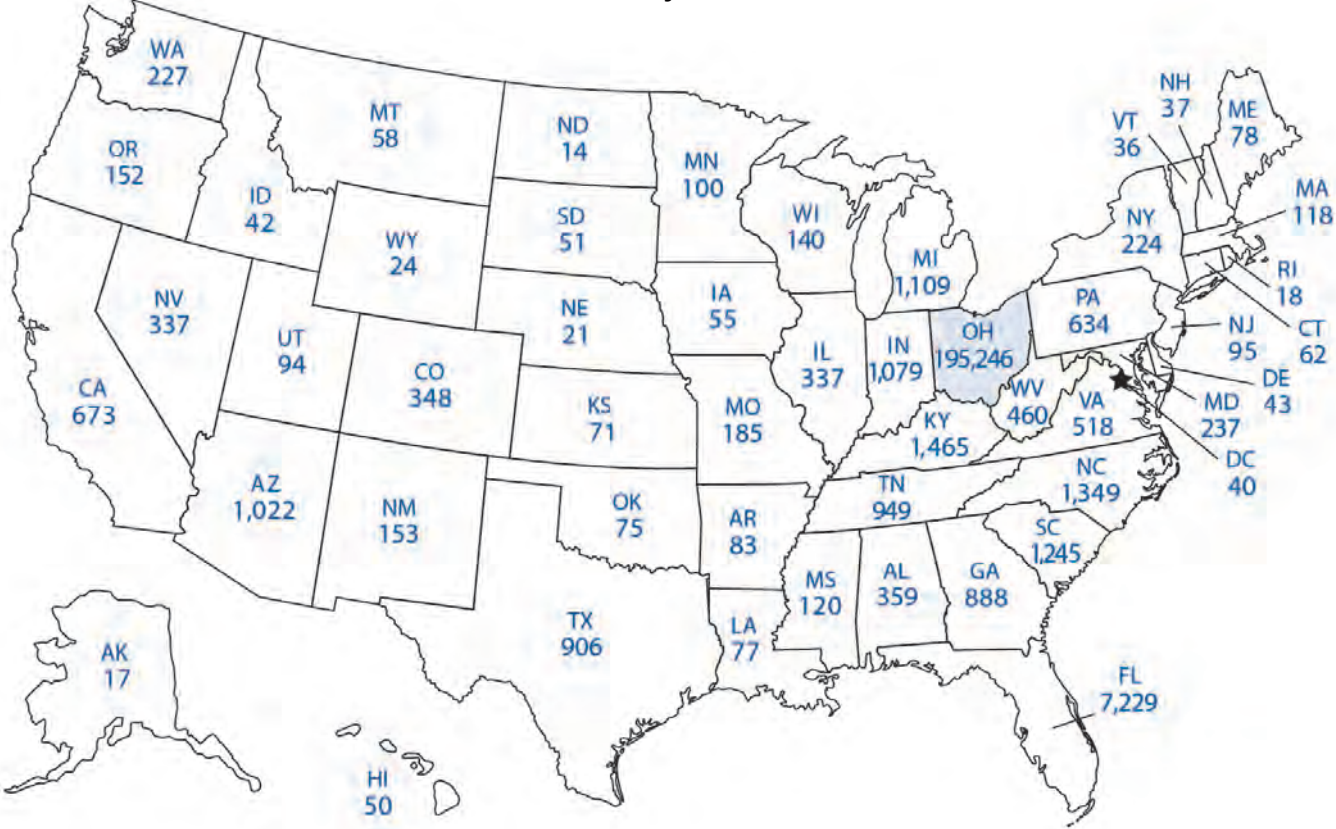 WA
227
MT
58
ND
14
MN
100
NH
37
VT
36
ME
78
OR
152
ID
42
SD
51
WI
140
MA
118
NY
224
WY
24
MI
1,109
RI
18
NV
337
NE
21
IA
55
PA
634
NJ
95
CT
62
UT
94
CO
348
IL
337
IN
1,079
OH
195,246
CA
673
KS
71
MO
185
KY
1,465
WV
460
VA
518
DE
43
MD
237
DC
40
AZ
1,022
NM
153
OK
75
AR
83
TN
949
NC
1,349
SC
1,245
TX
906
LA
77
MS
120
AL
359
GA
888
AK
17
FL
7,229
HI
50